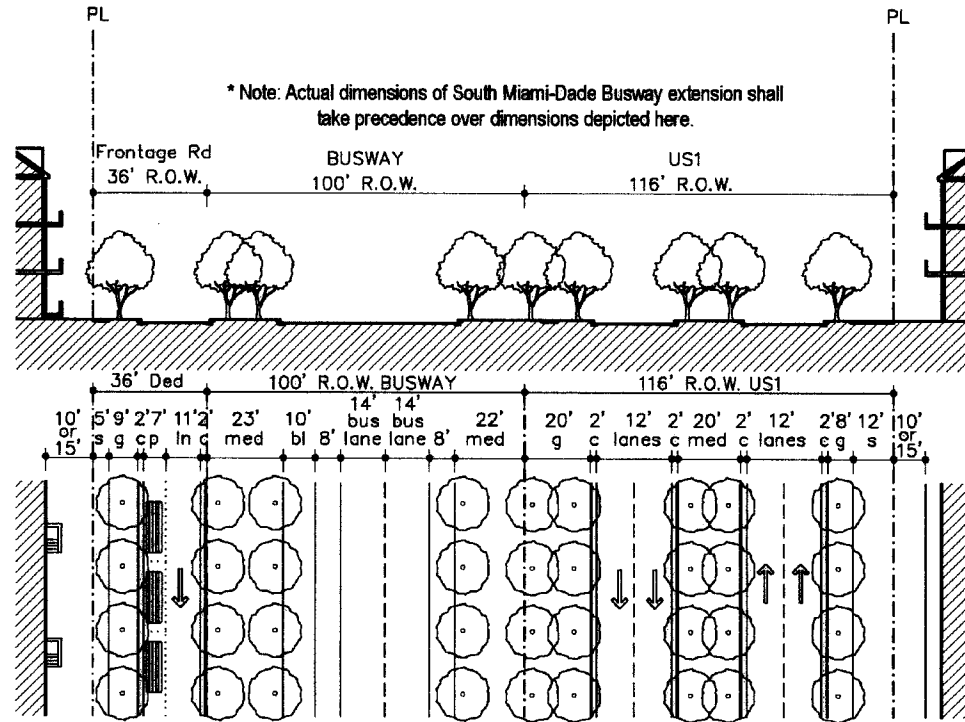 PL PL
* Note: Actual dimensions of South Miami-Dade Busway extension shall
take precedence over dimensions depicted here.
Frontage Rd BUSWAY US1
36' R.O.W. 100' R.O.W. 116' R.O.W.
36' Ded 100' R.O.W. BUSWAY 116' R.O.W. US1
10' or 15'
5' s
9' g
2' c
7' p
11' ln
2' c
23' med
10' bl
8'
14' bus lane
14' bus lane
8'
22' med
20' g
2' c
12' lanes
2' c
20' med
2' c
12' lanes
2' c
8' g
12' s
10' or 15'